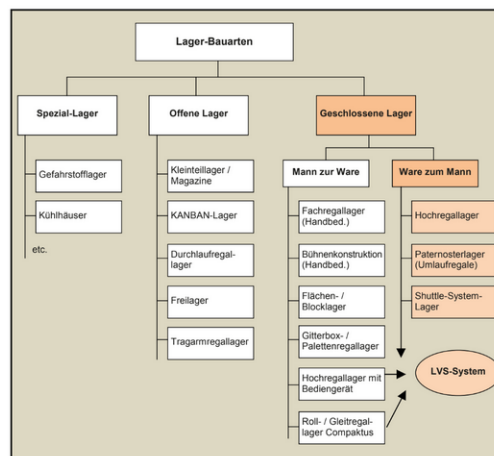 Lager-Bauarten
Spezial-Lager
Offene Lager
Geschlossene Lager
Gefahrstofflager
Kühlhäuser
etc.
Kleinteillager /
Magazine
KANBAN-Lager
Durchlaufregal-
lager
Freilager
Tragarmregallager
Mann zur Ware
Ware zum Mann
Fachregallager
(Handbed.)
Bühnenkonstruktion
(Handbed.)
Flächen- /
Blocklager
Gitterbox- /
Palettenregallager
Hochregallager mit
Bediengerät
Roll- / Gleitregal-
lager Compaktus
Hochregallager
Paternosterlager
(Umlaufregale)
Shuttle-System-
Lager
LVS-System